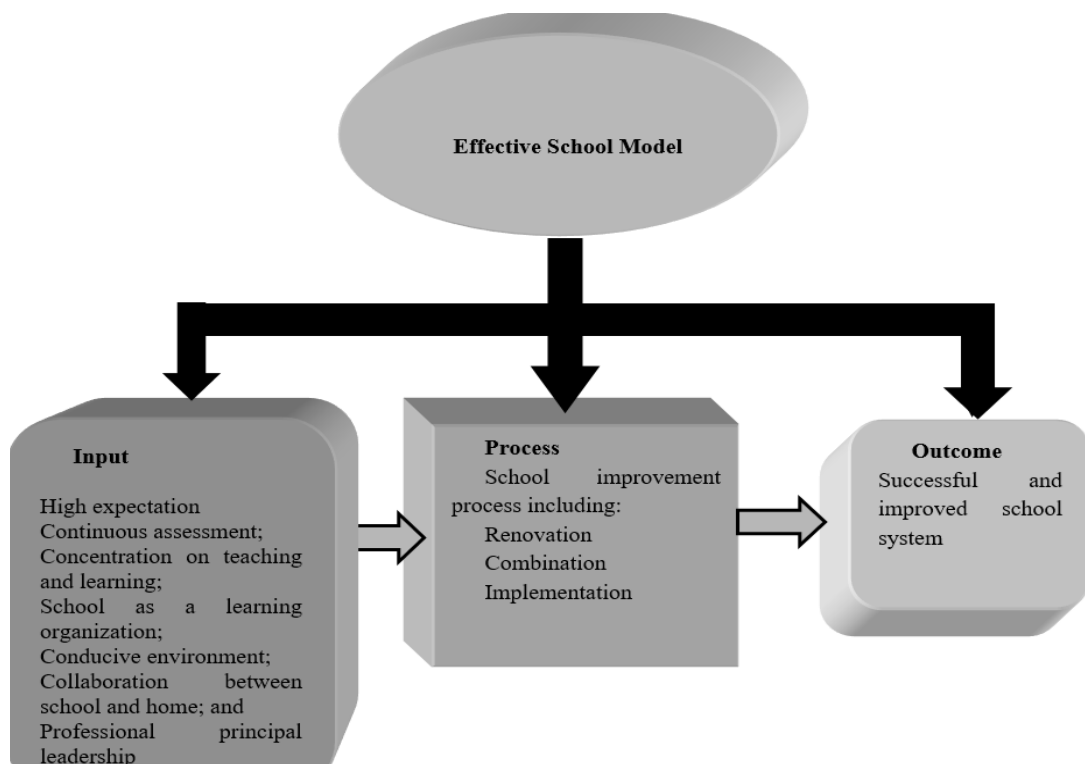 Effective School Model
Input
High expectation
Continuous assessment;
Concentration on teaching
and learning;
School as a learning
organization;
Conducive environment;
Collaboration between
school and home; and
Professional principal
leadership
Process
School improvement
process including:
Renovation
Combination
Implementation
Outcome
Successful and
improved school
system